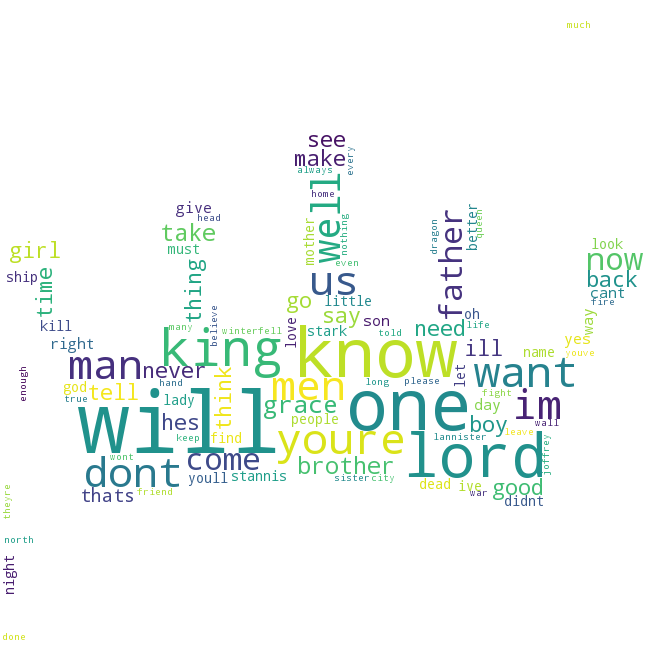 much
see
make
every
always
home
well
nothing
even
mother
give
head
take
must
thing
believe
father
dragon
better
queen
look
now
back
cant
fire
way
girl
ship
time
kill
right
us
little
go
say
son
stark
told
love
many
winterfell
king
know
need
oh
life
ill
let
yes
youve
name
want
man
never
enough
god
true
tell
hand
lady
think
men
grace
people
long
please
one
fight
day
im
wall
boy
leave
joffrey
will
hes
keep
find
youre
lannister
lord
wont
dont
come
youll
stannis
brother
sister
city
dead
ive
war
good
didnt
thats
friend
theyre
north
night
done